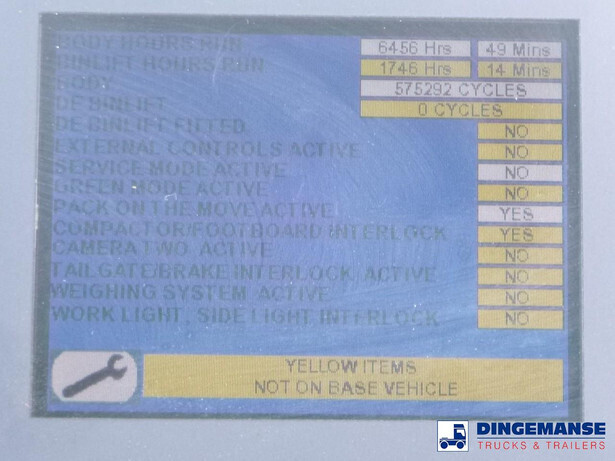 BODY HOURS RUN 6456 Hrs 49 Mins
BINLIFT HOURS RUN 1746 Hrs 14 Mins
BODY 575292 CYCLES
DE BINLIFT 0 CYCLES
DE BINLIFT FITTED NO
EXTERNAL CONTROLS ACTIVE NO
SERVICE MODE ACTIVE NO
GREEN MODE ACTIVE NO
PACK ON THE MOVE ACTIVE YES
COMPACTOR/FOOTBOARD INTERLOCK YES
CAMERA TWO ACTIVE NO
TAILGATE/BRAKE INTERLOCK ACTIVE NO
WEIGHING SYSTEM ACTIVE NO
WORK LIGHT, SIDE LIGHT, INTERLOCK NO
YELLOW ITEMS
NOT ON BASE VEHICLE
DINGEMANSE
TRUCKS & TRAILERS